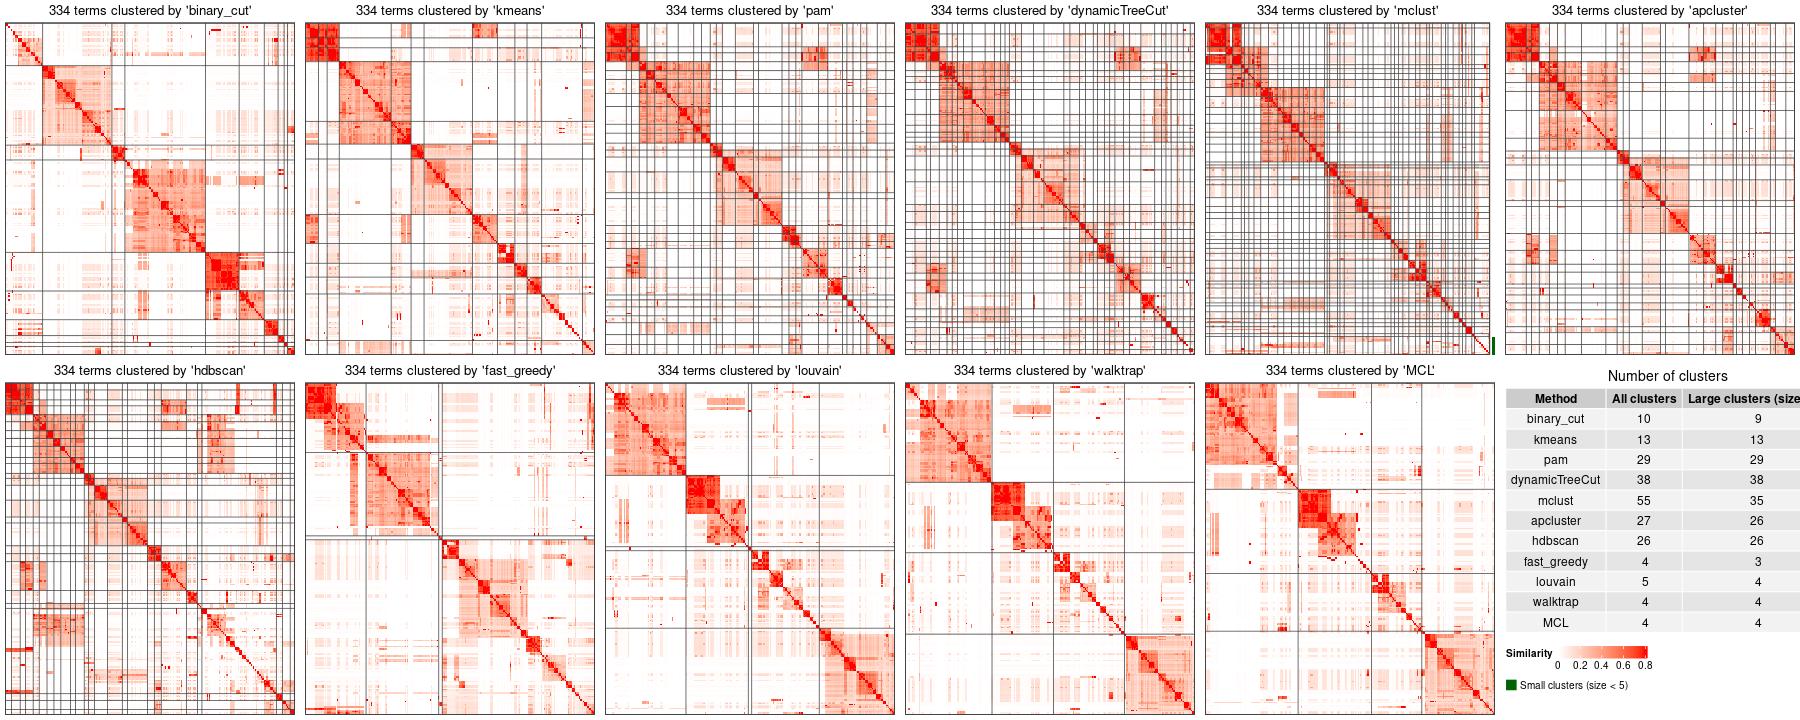 334 terms clustered by 'binary_cut'
334 terms clustered by 'kmeans'
334 terms clustered by 'pam'
334 terms clustered by 'dynamicTreeCut'
334 terms clustered by 'mclust'
334 terms clustered by 'apcluster'
334 terms clustered by 'hdbscan'
334 terms clustered by 'fast_greedy'
334 terms clustered by 'louvain'
334 terms clustered by 'walktrap'
334 terms clustered by 'MCL'
Number of clusters
Method All clusters Large clusters (size
binary_cut 10 9
kmeans 13 13
pam 29 29
dynamicTreeCut 38 38
mclust 55 35
apcluster 27 26
hdbscan 26 26
fast_greedy 4 3
louvain 5 4
walktrap 4 4
MCL 4 4
Similarity
0 0.2 0.4 0.6 0.8
Small clusters (size < 5)